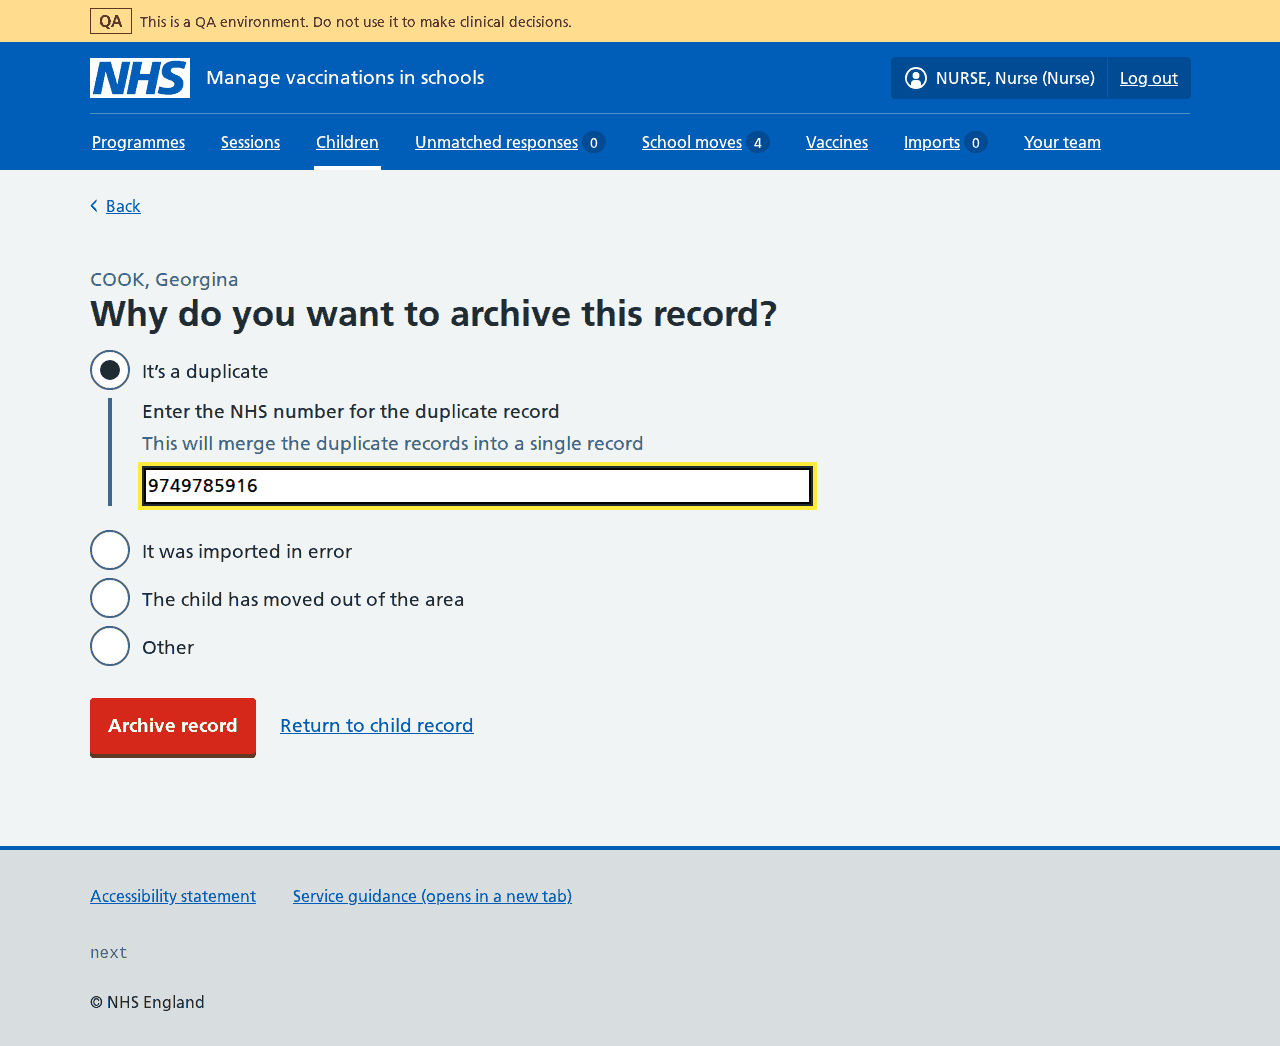 QA This is a QA environment. Do not use it to make clinical decisions.
NHS Manage vaccinations in schools NURSE, Nurse (Nurse) Log out
Programmes Sessions Children Unmatched responses 0 School moves 4 Vaccines Imports 0 Your team
Back
COOK, Georgina
Why do you want to archive this record?
It’s a duplicate
Enter the NHS number for the duplicate record
This will merge the duplicate records into a single record
9749785916
It was imported in error
The child has moved out of the area
Other
Archive record Return to child record
Accessibility statement Service guidance (opens in a new tab)
next
© NHS England